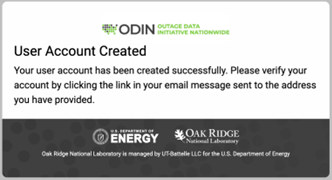 ODIN OUTAGE DATA
INITIATIVE NATIONWIDE
User Account Created
Your user account has been created successfully. Please verify your
account by clicking the link in your email message sent to the address
you have provided.
U.S. DEPARTMENT OF
ENERGY
OAK RIDGE
National Laboratory
Oak Ridge National Laboratory is managed by UT-Battelle LLC for the U.S. Department of Energy